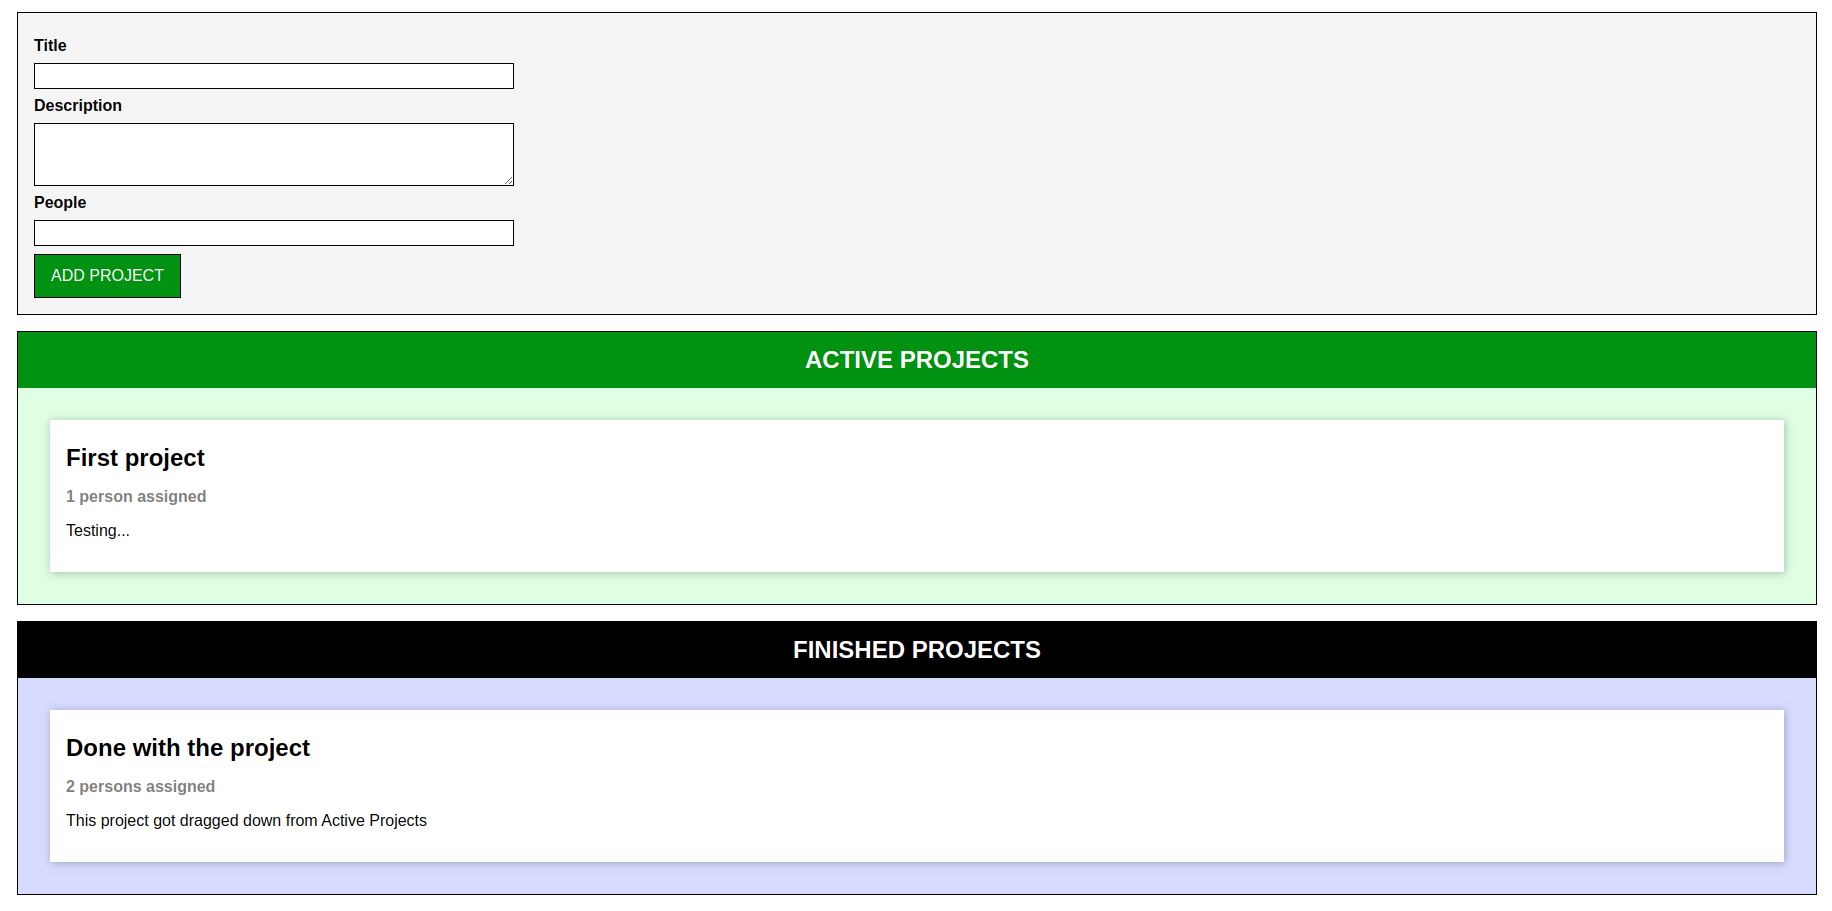 Title
Description
People
ADD PROJECT
ACTIVE PROJECTS
First project
1 person assigned
Testing...
FINISHED PROJECTS
Done with the project
2 persons assigned
This project got dragged down from Active Projects